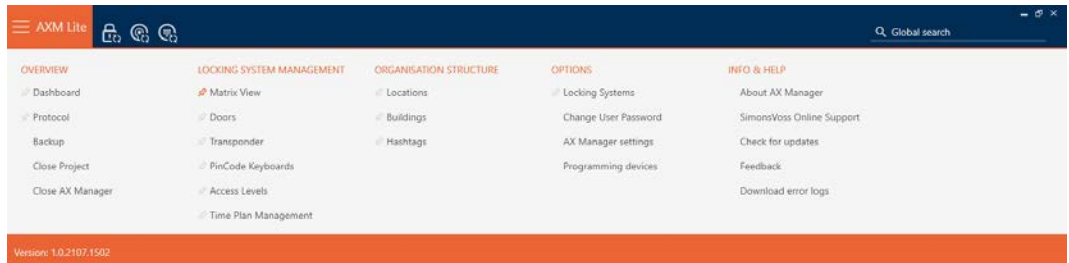 AXM Lite
Global search
OVERVIEW
Dashboard
Protocol
Backup
Close Project
Close AX Manager
LOCKING SYSTEM MANAGEMENT
Matrix View
Doors
Transponder
PinCode Keyboards
Access Levels
Time Plan Management
ORGANISATION STRUCTURE
Locations
Buildings
Hashtags
OPTIONS
Locking Systems
Change User Password
AX Manager settings
Programming devices
INFO & HELP
About AX Manager
SimonsVoss Online Support
Check for updates
Feedback
Download error logs
Version: 1.0.2107.1502